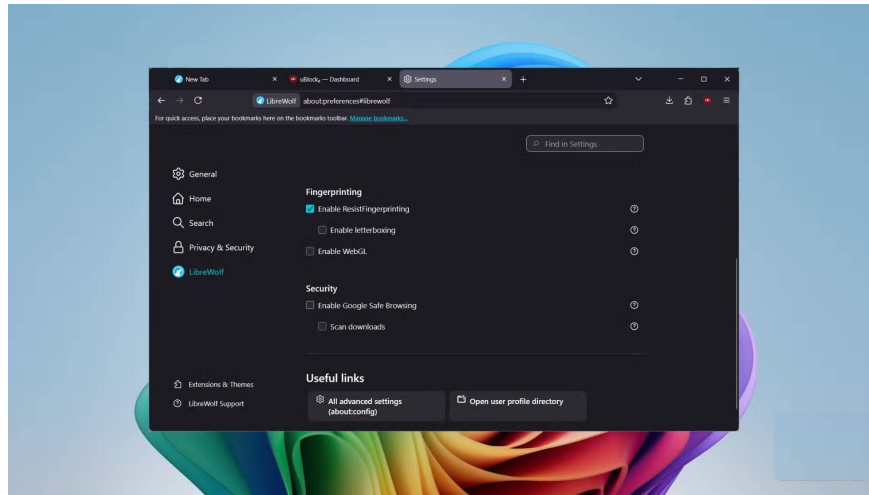 New Tab
uBlock₀ — Dashboard
Settings
LibreWolf
about:preferences#librewolf
For quick access, place your bookmarks here on the bookmarks toolbar. Manage bookmarks...
Find in Settings
General
Home
Search
Privacy & Security
LibreWolf
Fingerprinting
Enable ResistFingerprinting
Enable letterboxing
Enable WebGL
Security
Enable Google Safe Browsing
Scan downloads
Extensions & Themes
LibreWolf Support
Useful links
All advanced settings
(about:config)
Open user profile directory